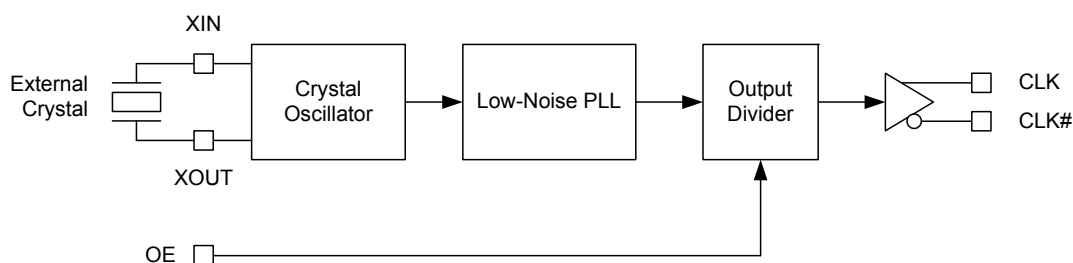 XIN
External
Crystal
XOUT
Crystal
Oscillator
Low-Noise PLL
Output
Divider
CLK
CLK#
OE